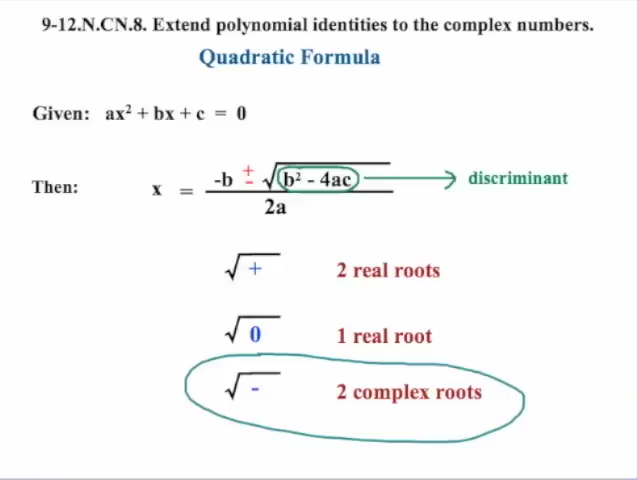 9-12.N.CN.8. Extend polynomial identities to the complex numbers.
Quadratic Formula
Given: ax² + bx + c = 0
Then: x = -b ± √b² - 4ac → discriminant
2a
√+ 2 real roots
√0 1 real root
√- 2 complex roots